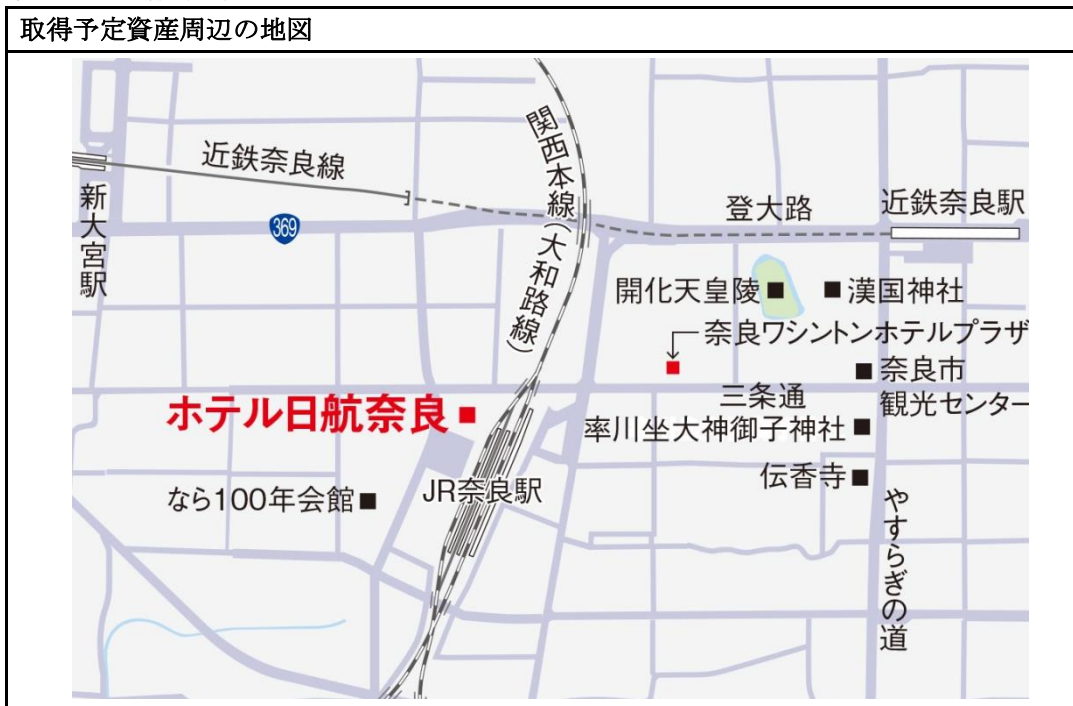 取得予定資産周辺の地図
近鉄奈良線
新大宮駅
369
関西本線(大和路線)
登大路
近鉄奈良駅
開化天皇陵
漢国神社
奈良ワシントンホテルプラザ
奈良市
観光センター
三条通
ホテル日航奈良
率川坐大神御子神社
伝香寺
なら100年会館
JR奈良駅
やすらぎの道